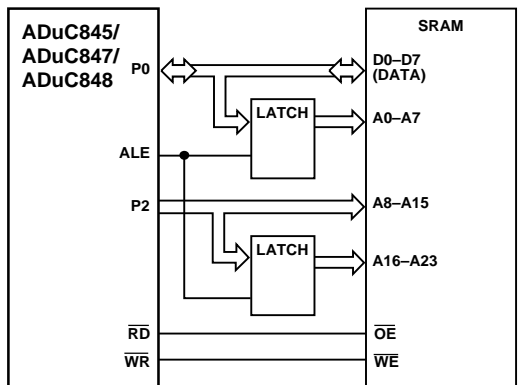 ADuC845/
ADuC847/
ADuC848
SRAM
P0
D0–D7
(DATA)
LATCH
A0–A7
ALE
P2
A8–A15
LATCH
A16–A23
RD
OE
WR
WE